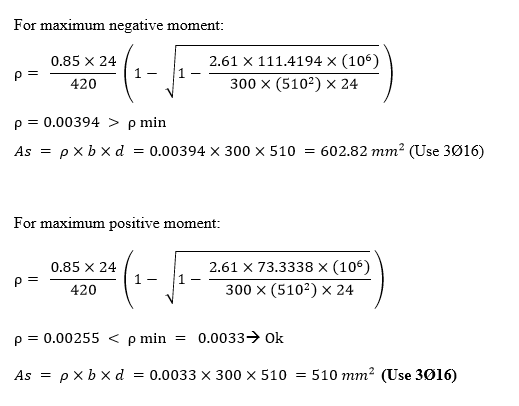 For maximum negative moment:
ρ = 0.85 × 24 / 420 (1 − √(1 − 2.61 × 111.4194 × (10⁶) / 300 × (510²) × 24))
ρ = 0.00394 > ρ min
As = ρ × b × d = 0.00394 × 300 × 510 = 602.82 mm² (Use 3Ø16)
For maximum positive moment:
ρ = 0.85 × 24 / 420 (1 − √(1 − 2.61 × 73.3338 × (10⁶) / 300 × (510²) × 24))
ρ = 0.00255 < ρ min = 0.0033→ Ok
As = ρ × b × d = 0.0033 × 300 × 510 = 510 mm² (Use 3Ø16)